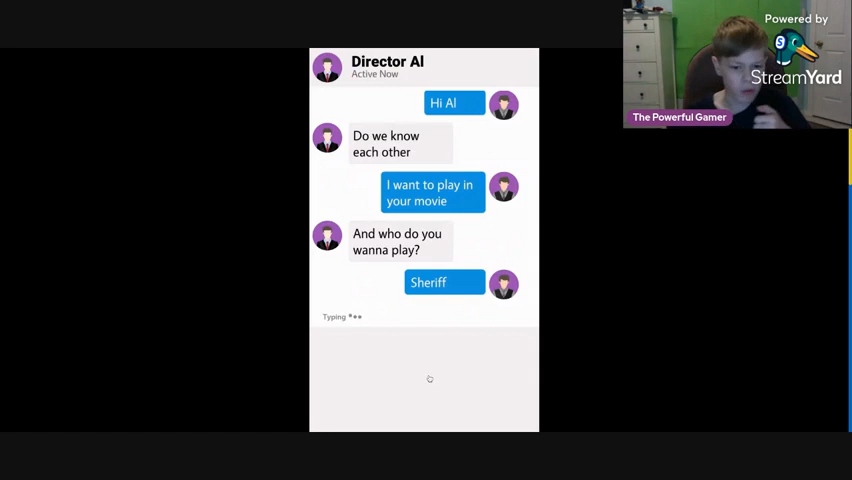 Director Al
Active Now
Hi Al
Do we know
each other
I want to play in
your movie
And who do you
wanna play?
Sheriff
Typing
Powered by
S
StreamYard
The Powerful Gamer